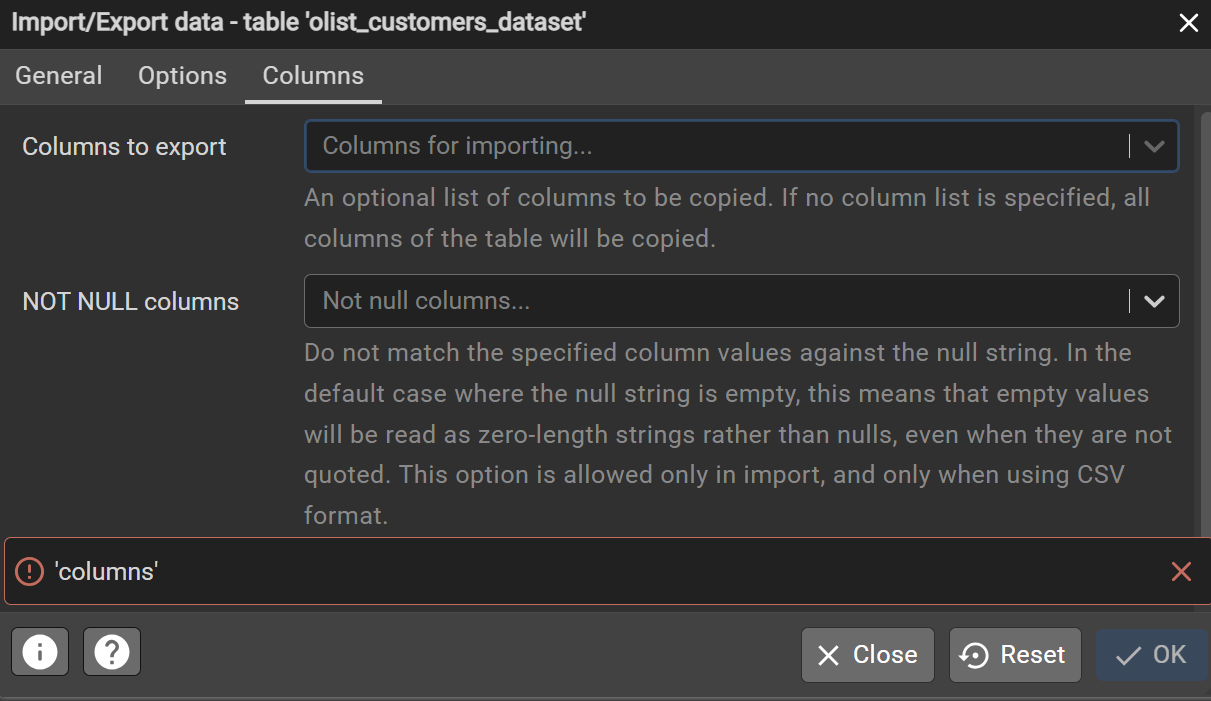 Import/Export data - table 'olist_customers_dataset'
General Options Columns
Columns to export
Columns for importing...
An optional list of columns to be copied. If no column list is specified, all
columns of the table will be copied.
NOT NULL columns
Not null columns...
Do not match the specified column values against the null string. In the
default case where the null string is empty, this means that empty values
will be read as zero-length strings rather than nulls, even when they are not
quoted. This option is allowed only in import, and only when using CSV
format.
'columns'
Close Reset OK